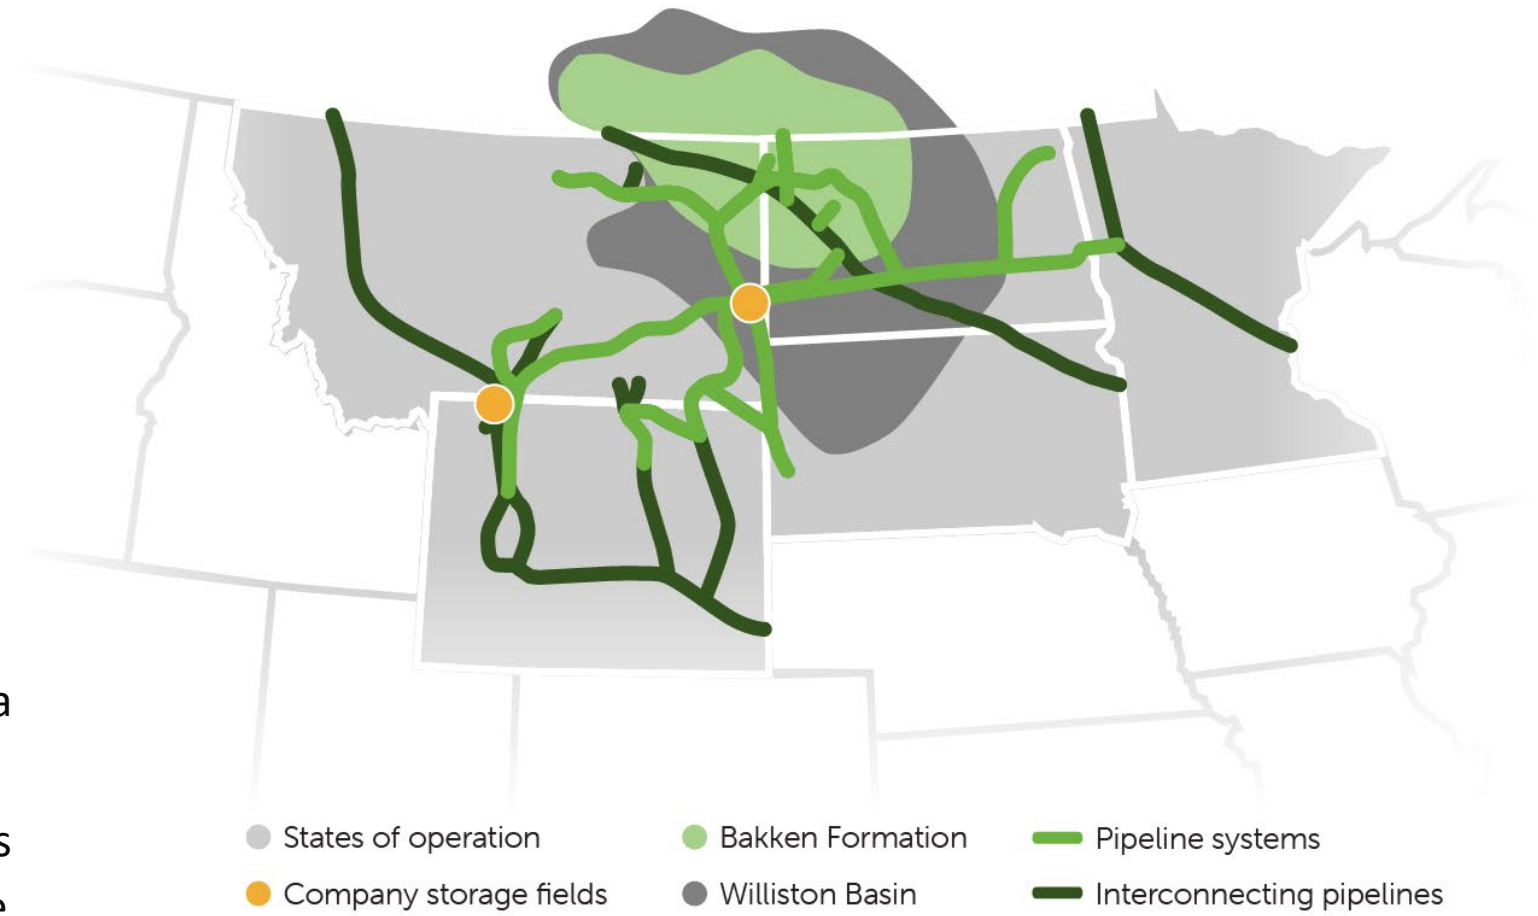 a
s
e
States of operation
Bakken Formation
Pipeline systems
Company storage fields
Williston Basin
Interconnecting pipelines